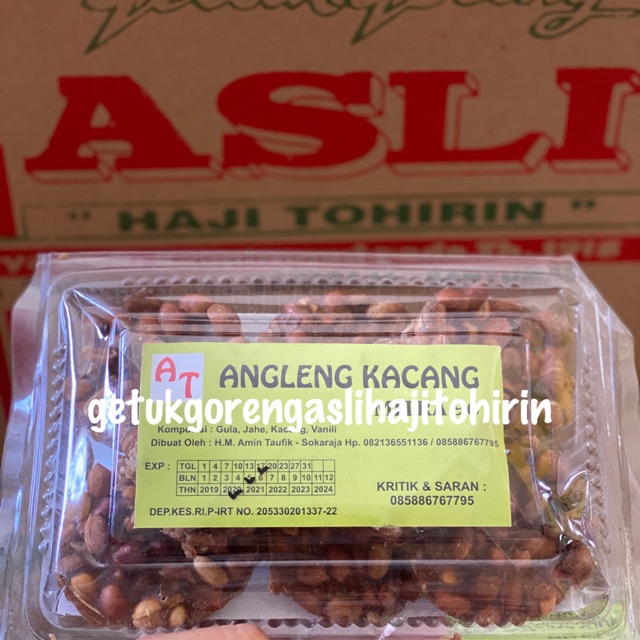 ASLI
" HAJI TOHIRIN "
AT
ANGLENG KACANG
getukgorengaslihajitohirin
Komposisi : Gula, Jahe, Kacang, Vanili
Dibuat Oleh : H.M. Amin Taufik - Sokaraja Hp. 082136551136 / 085886767795
EXP :
TGL 1 4 7 10 13 17 20 23 27 31
BLN 1 2 3 4 5 6 7 8 9 10 11 12
THN 2019 2020 2021 2022 2023 2024
KRITIK & SARAN :
085886767795
DEP.KES.RI.P-IRT NO. 205330201337-22